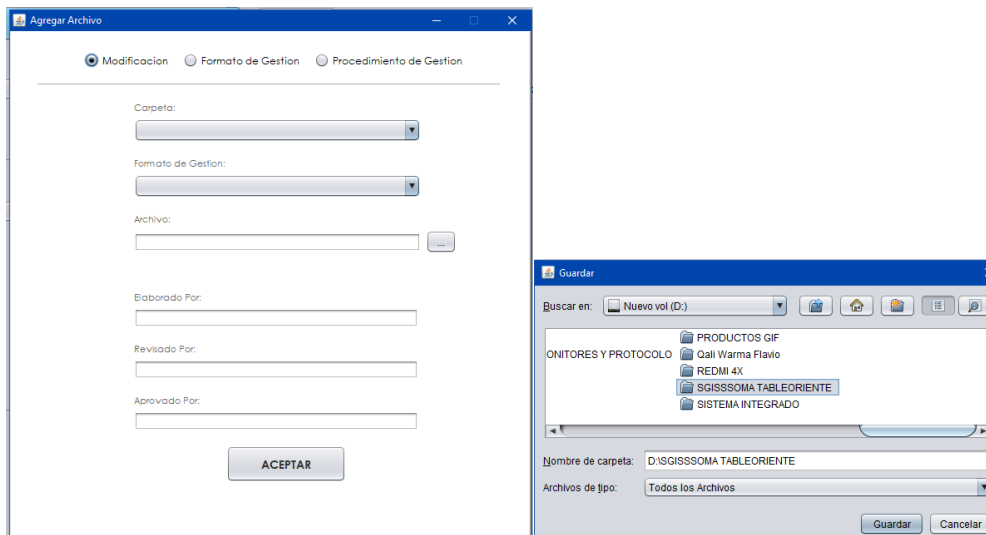 Agregar Archivo
Modificacion Formato de Gestion Procedimiento de Gestion
Carpeta:
Formato de Gestion:
Archivo:
...
Elaborado Por:
Revisado Por:
Aprovado Por:
ACEPTAR
Guardar
Buscar en: Nuevo vol (D:)
PRODUCTOS GIF
ONITORES Y PROTOCOLO Qali Warma Flavio
REDMI 4X
SGISSSOMA TABLEORIENTE
SISTEMA INTEGRADO
Nombre de carpeta: D:\SGISSSOMA TABLEORIENTE
Archivos de tipo: Todos los Archivos
Guardar Cancelar